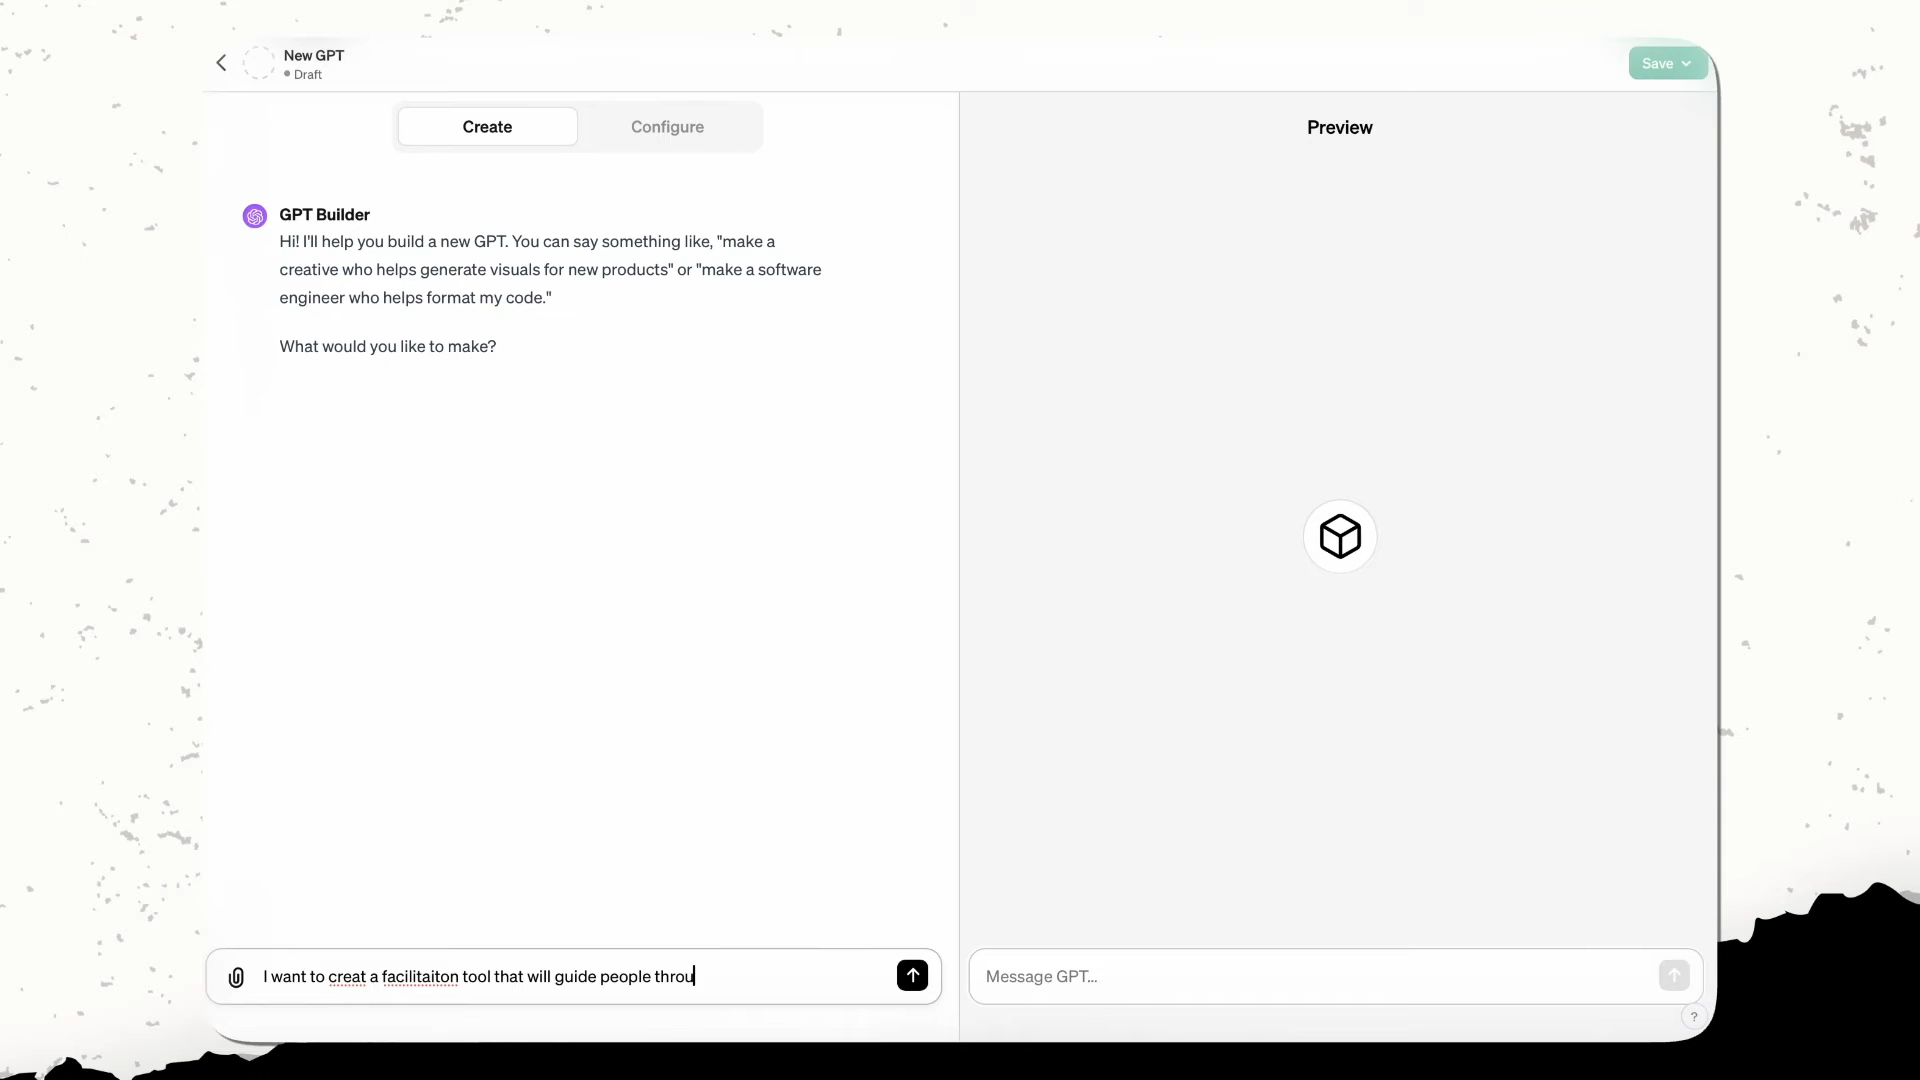 New GPT
Draft
Save
Create
Configure
Preview
GPT Builder
Hi! I'll help you build a new GPT. You can say something like, "make a
creative who helps generate visuals for new products" or "make a software
engineer who helps format my code."
What would you like to make?
I want to creat a facilitaiton tool that will guide people throu
Message GPT...
?